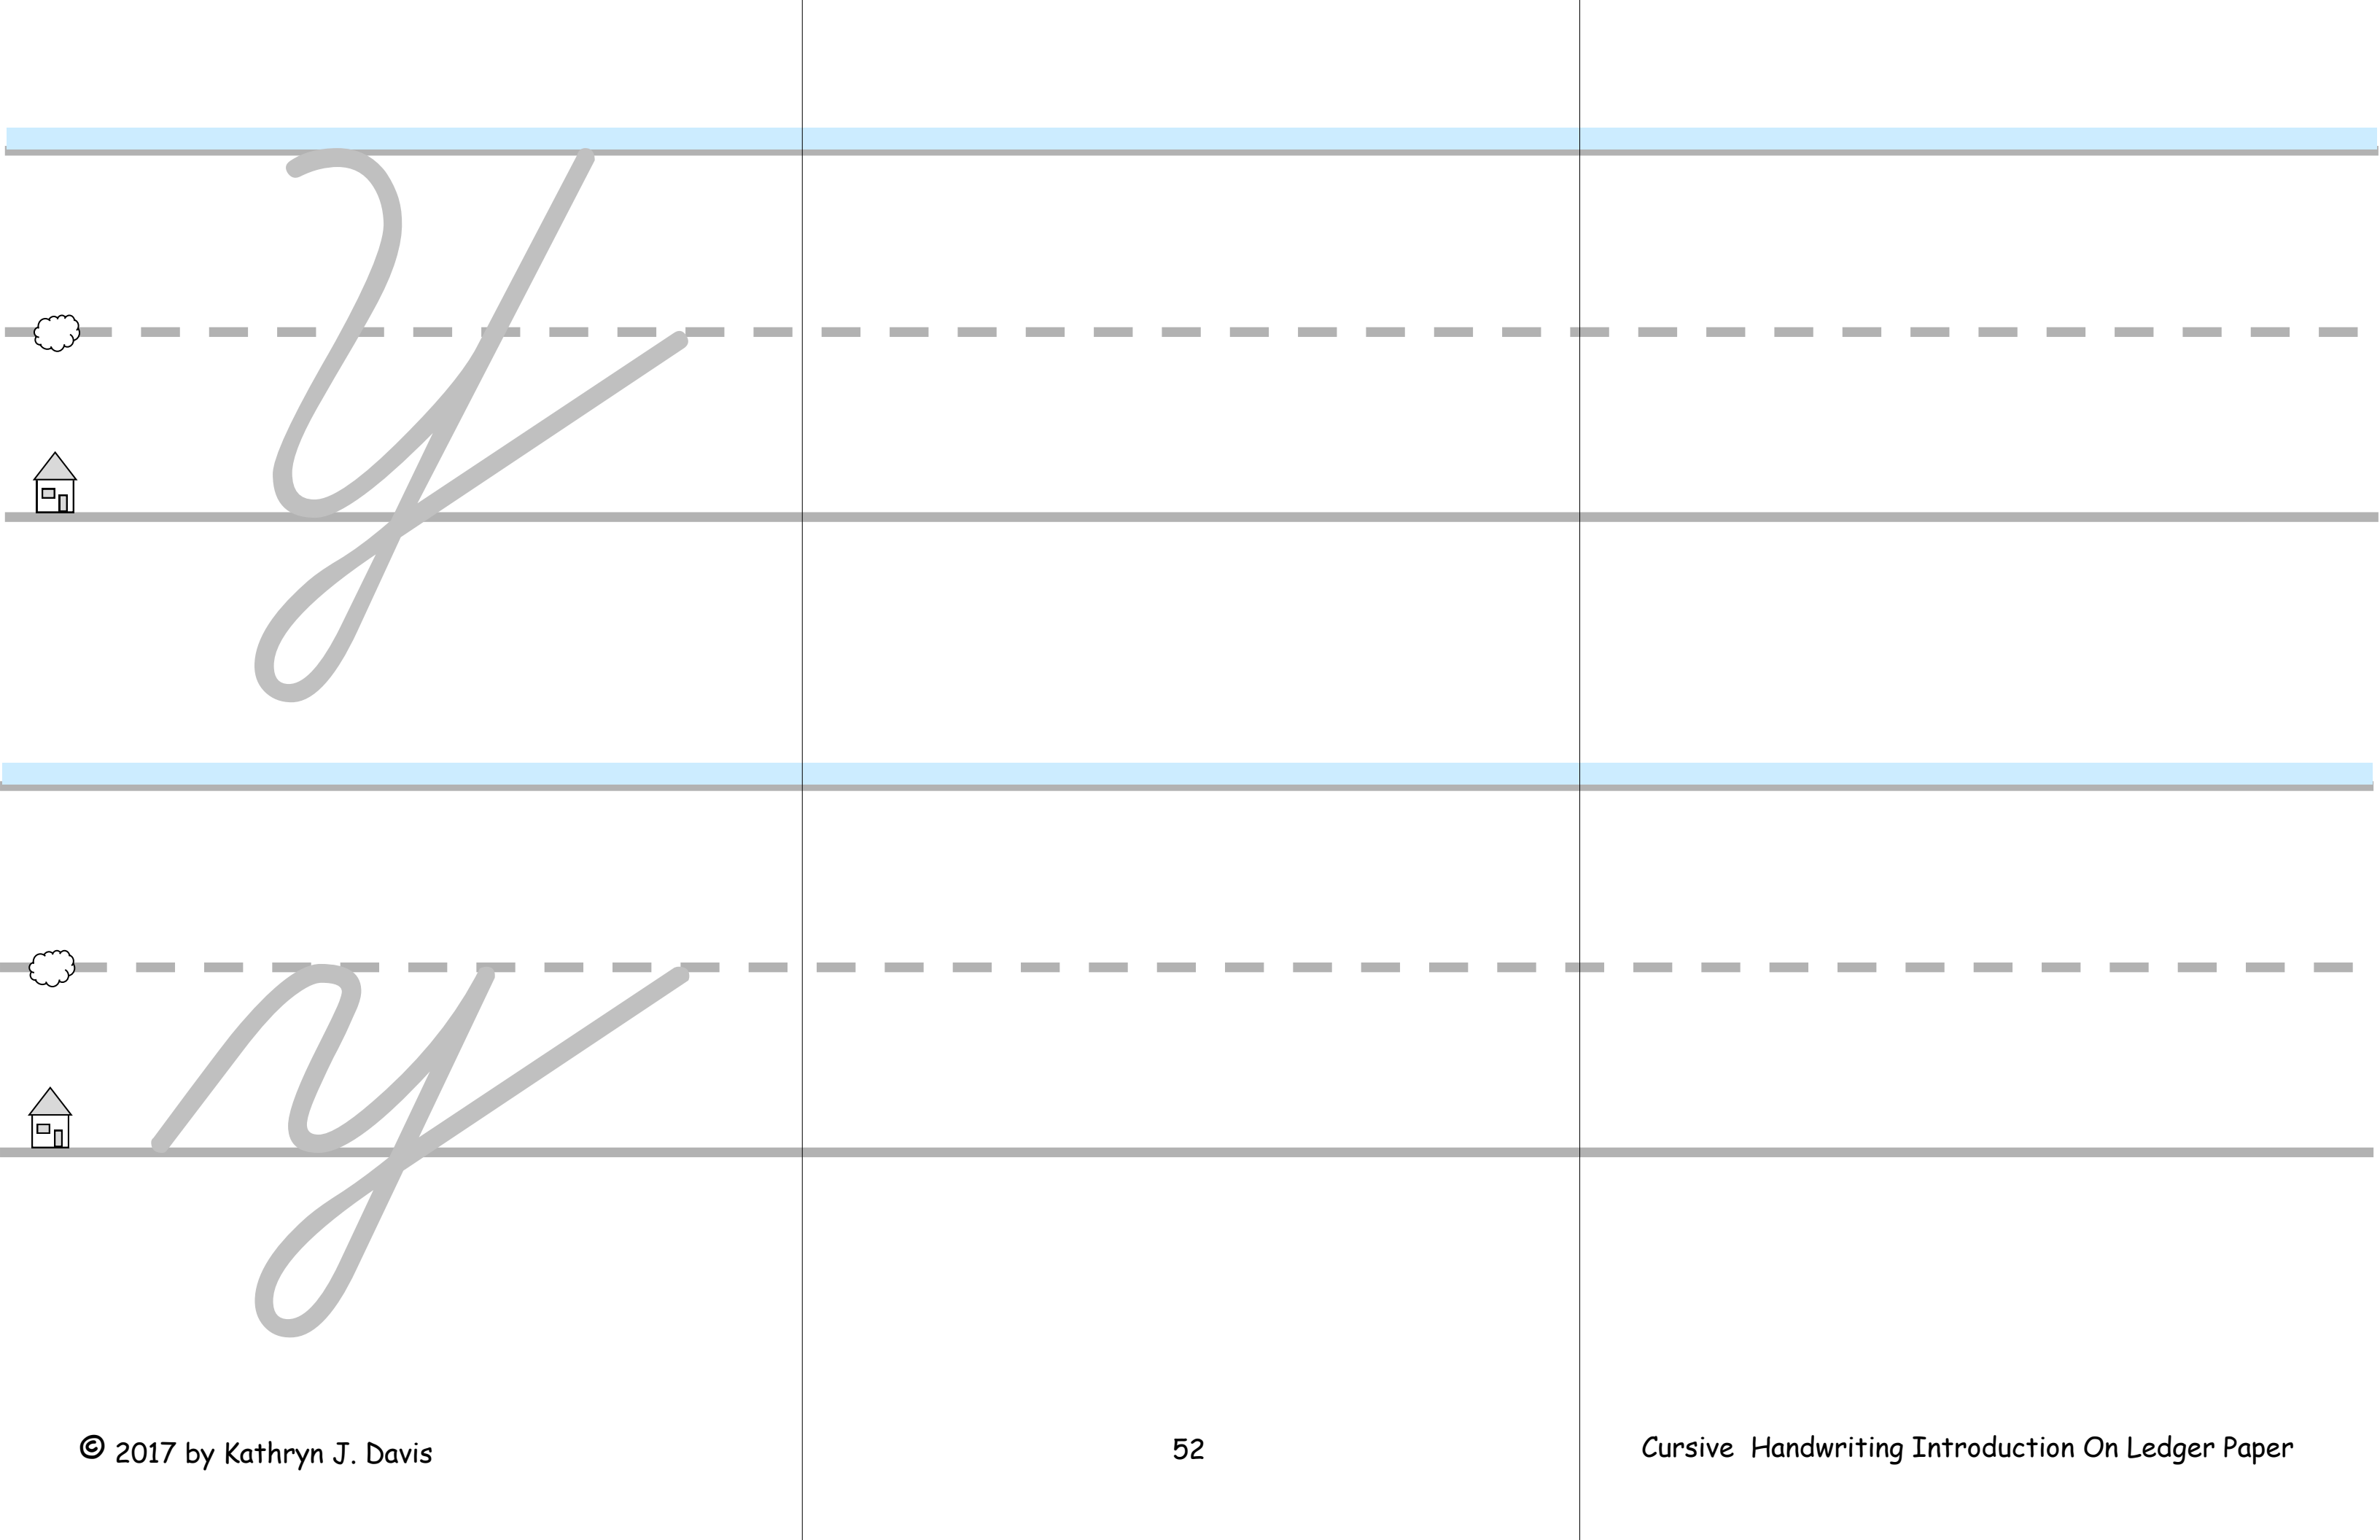 Y
y
© 2017 by Kathryn J. Davis
52
Cursive Handwriting Introduction On Ledger Paper